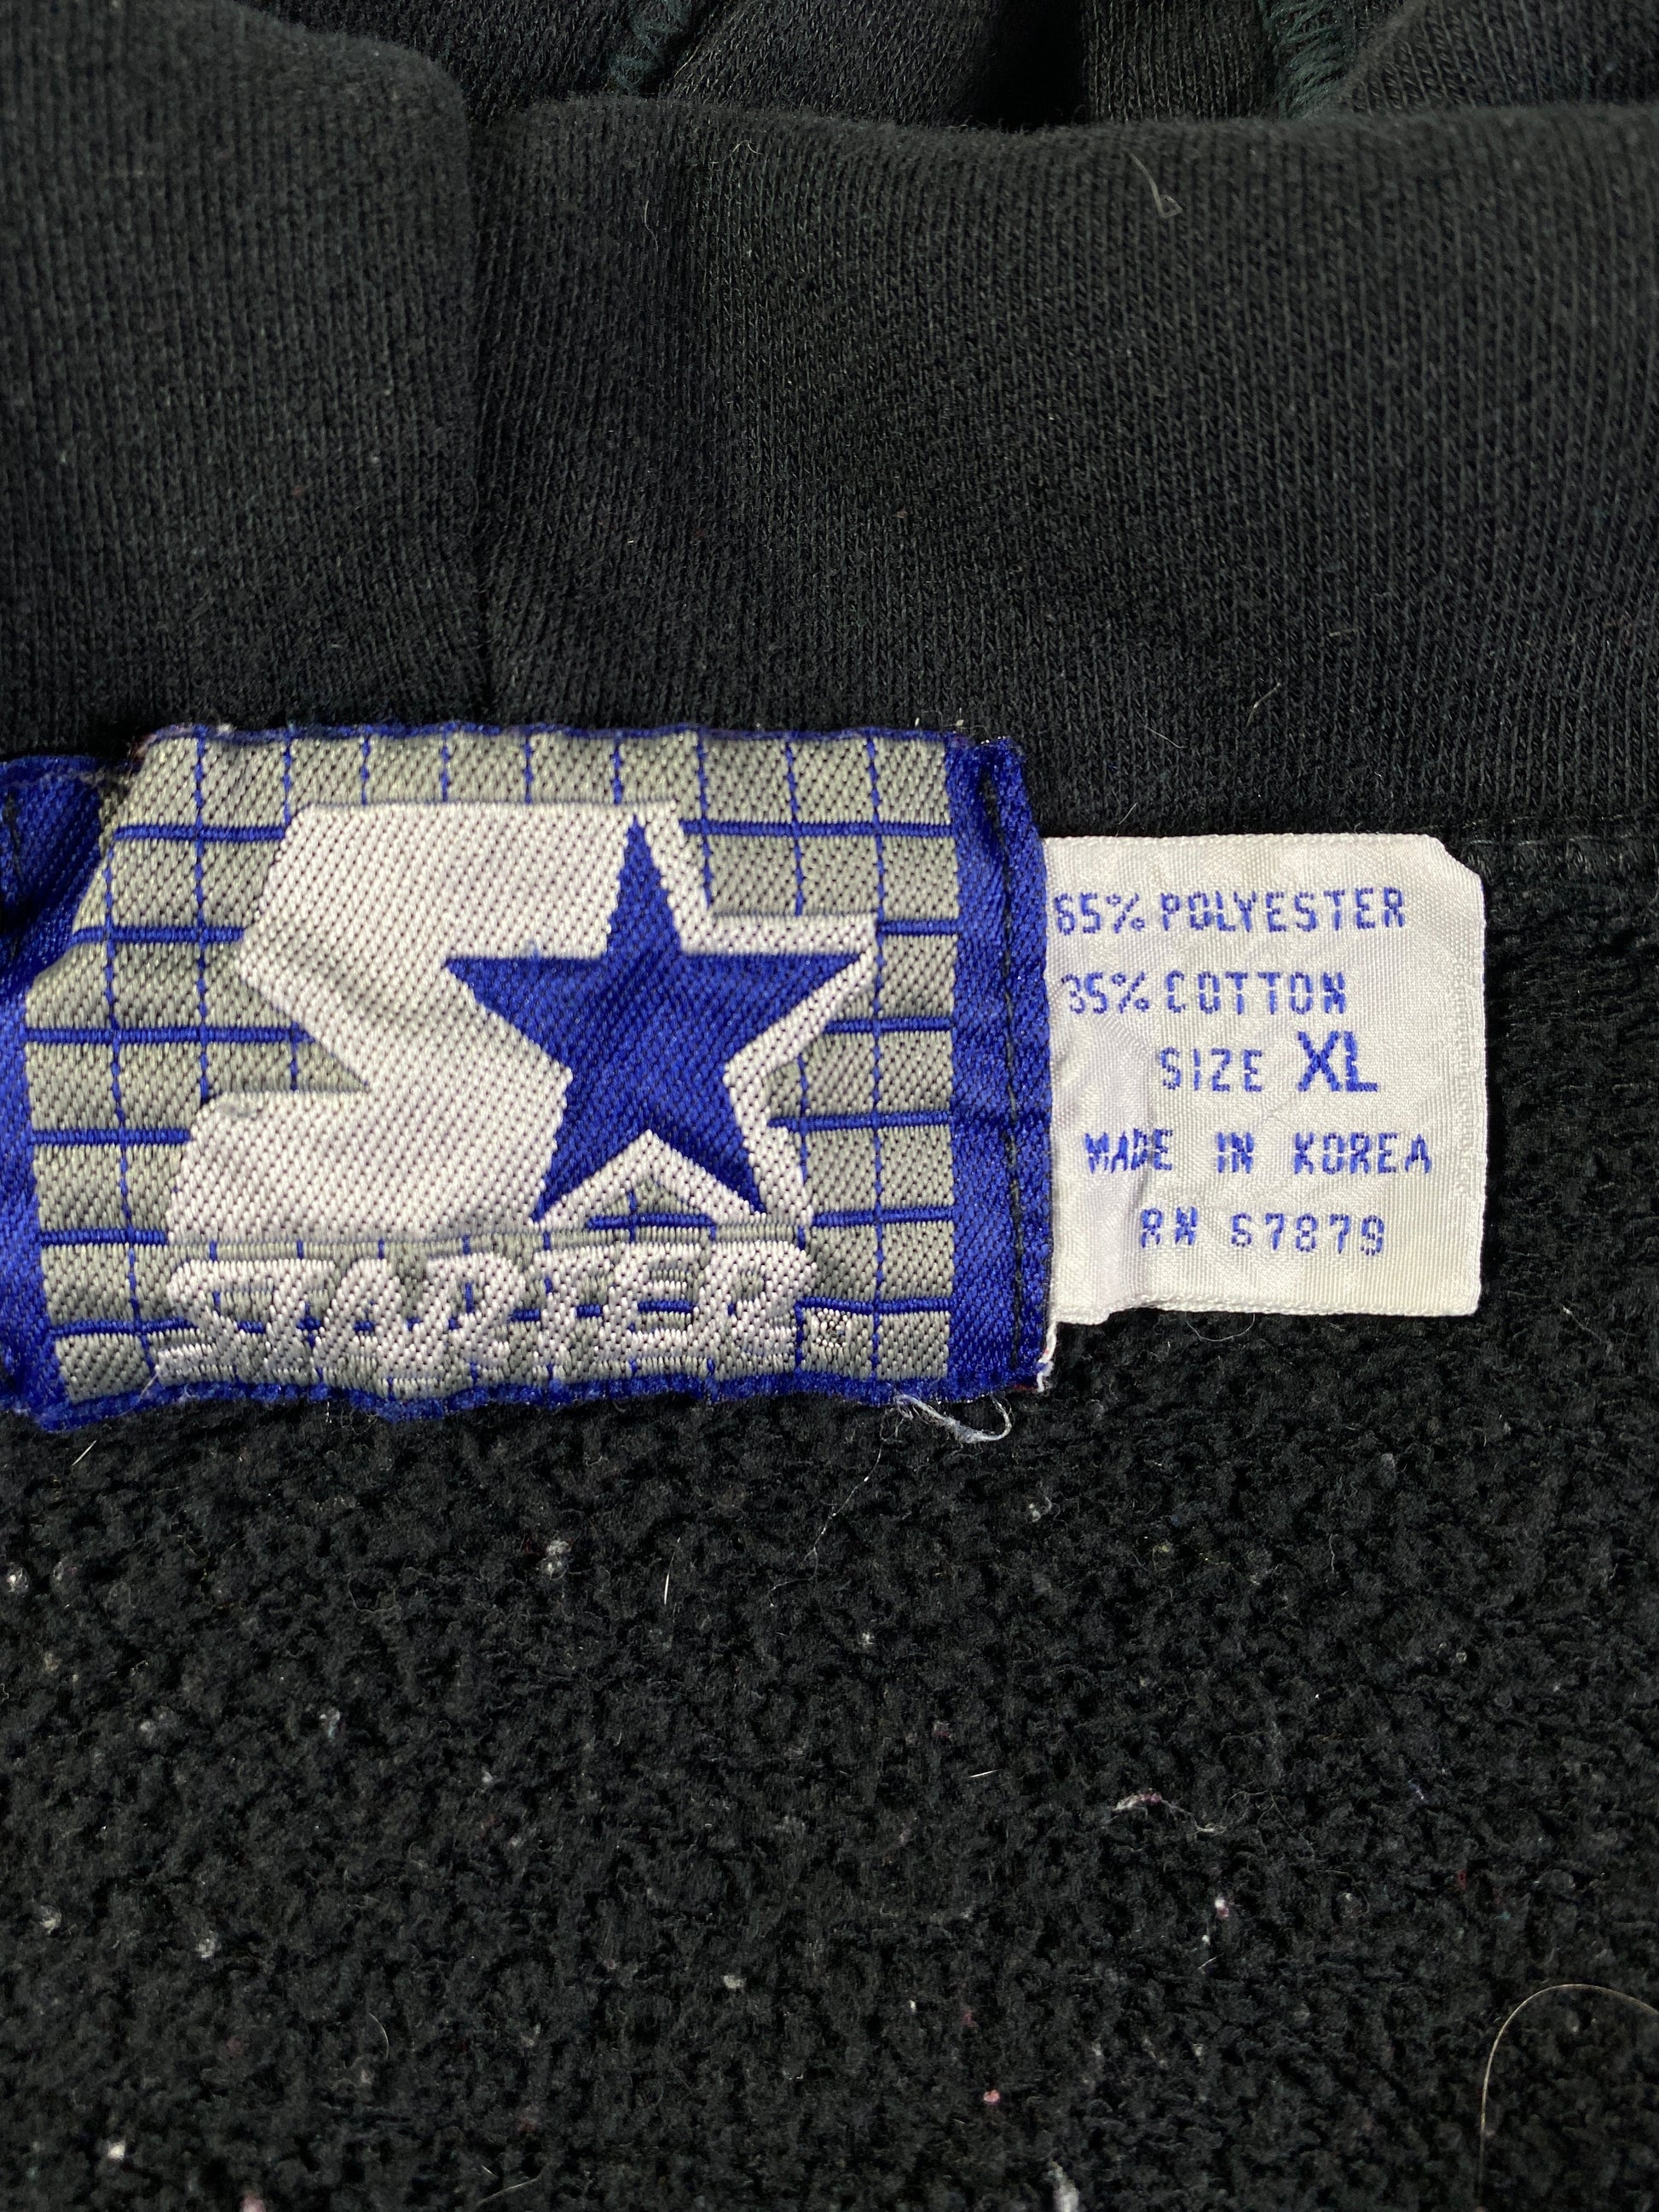 STARTER ®
65% POLYESTER
35% COTTON
SIZE XL
MADE IN KOREA
RN 67879